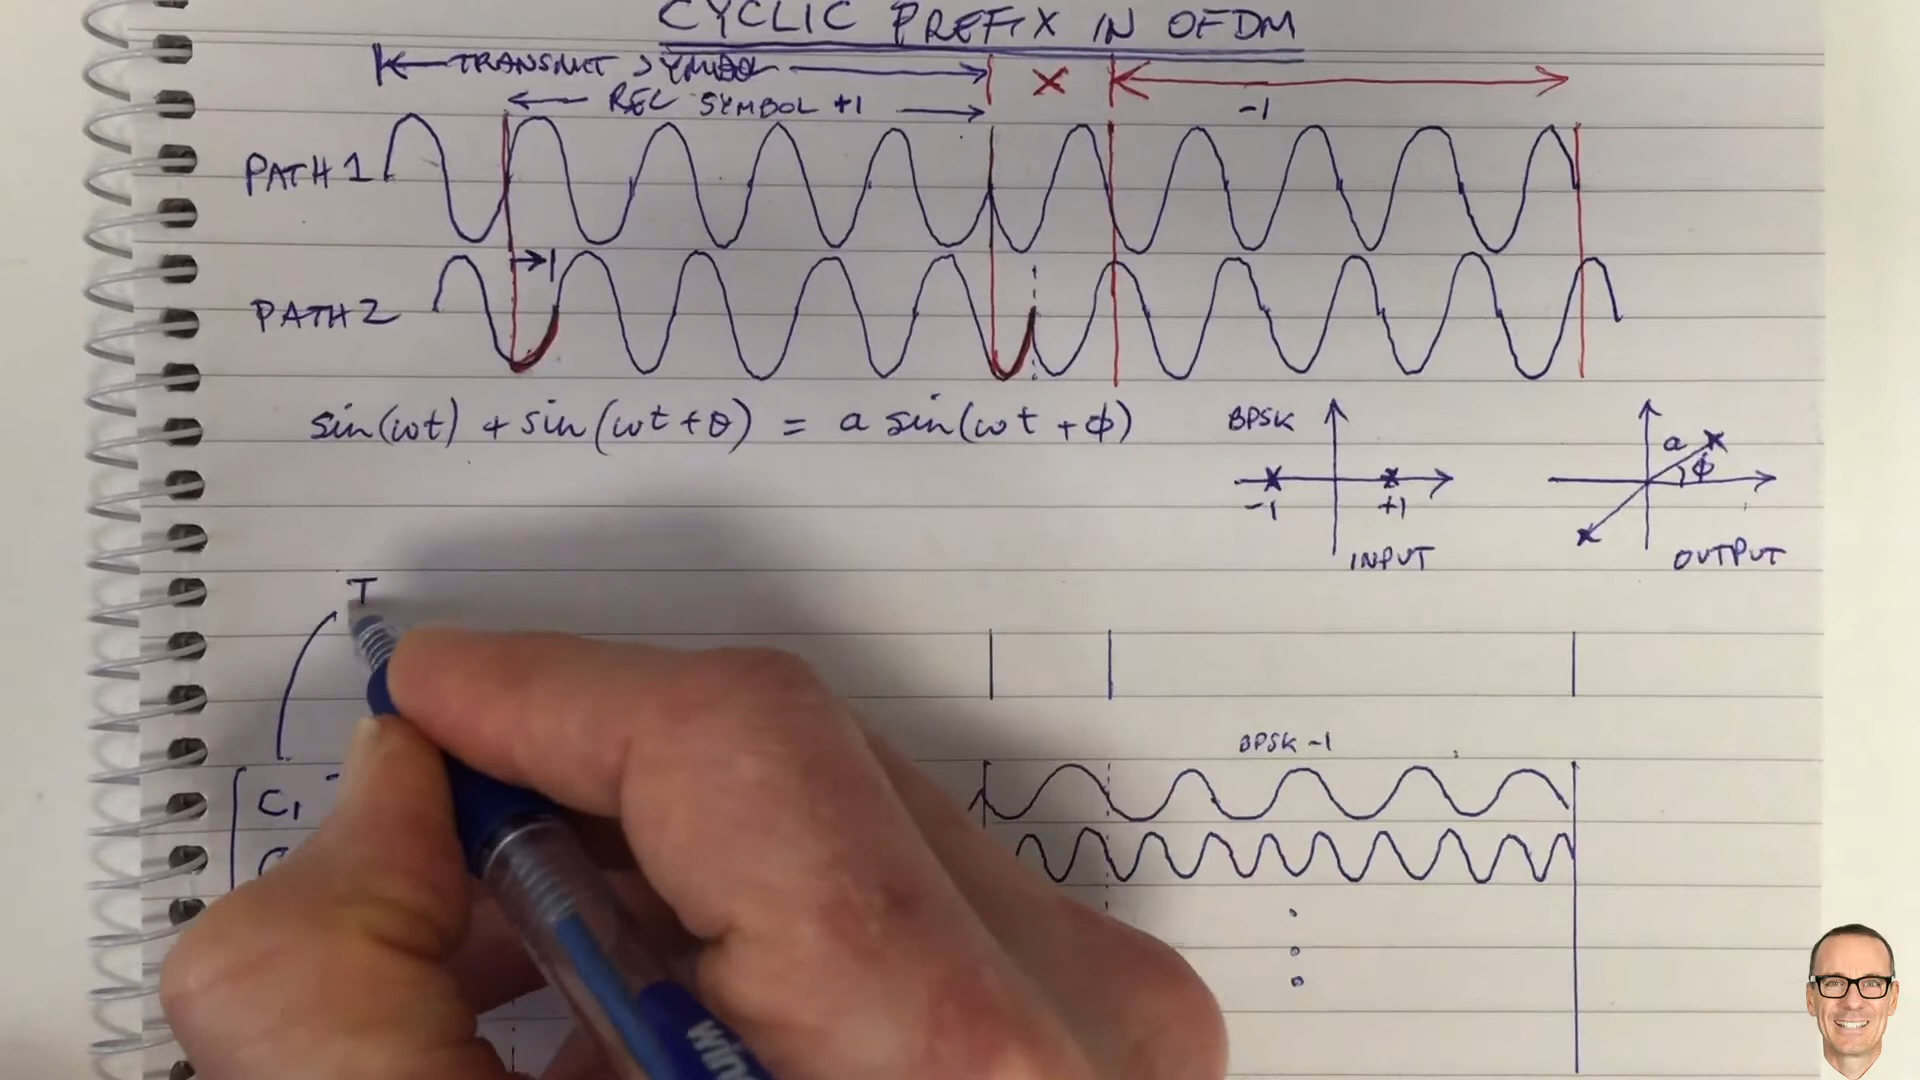 CYCLIC PREFIX IN OFDM
TRANSMIT SYMBOL X
REC SYMBOL +1 -1
PATH 1
PATH 2
sin(ωt) + sin(ωt + θ) = a sin(ωt + ϕ)
BPSK
-1 +1
INPUT
a ϕ
OUTPUT
T
BPSK -1
C1